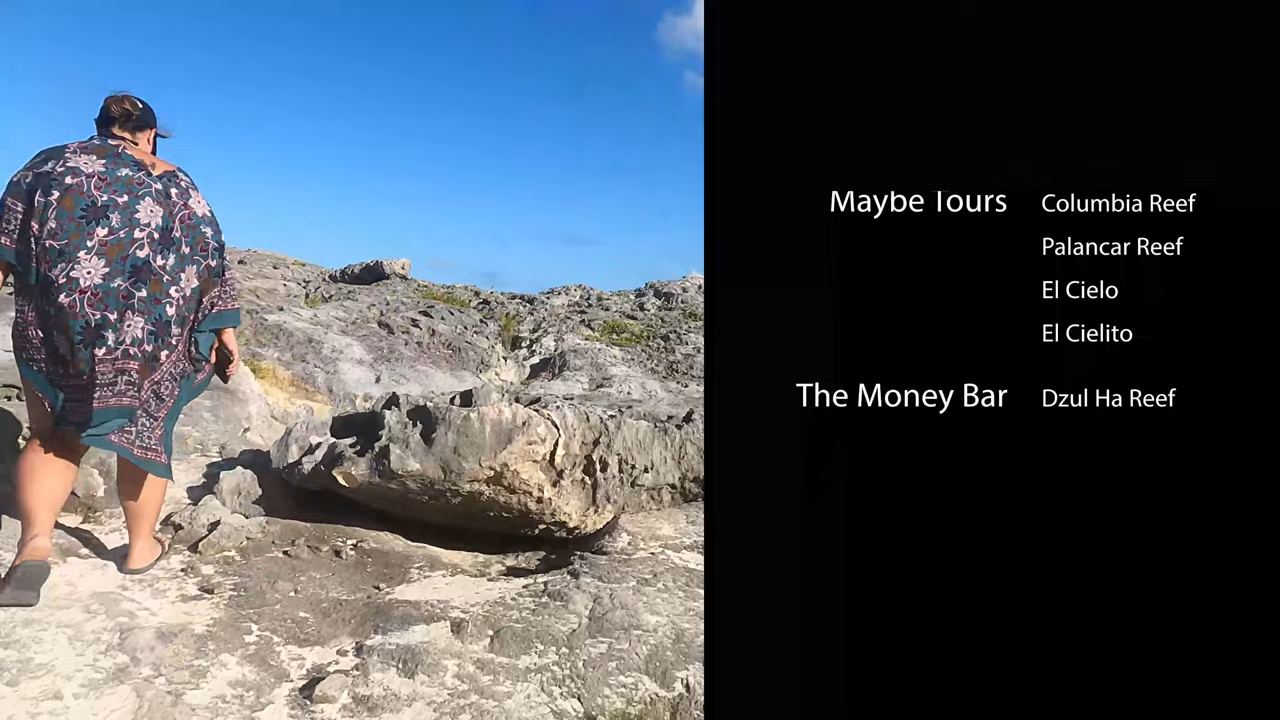 Maybe Tours Columbia Reef
Palancar Reef
El Cielo
El Cielito
The Money Bar Dzul Ha Reef